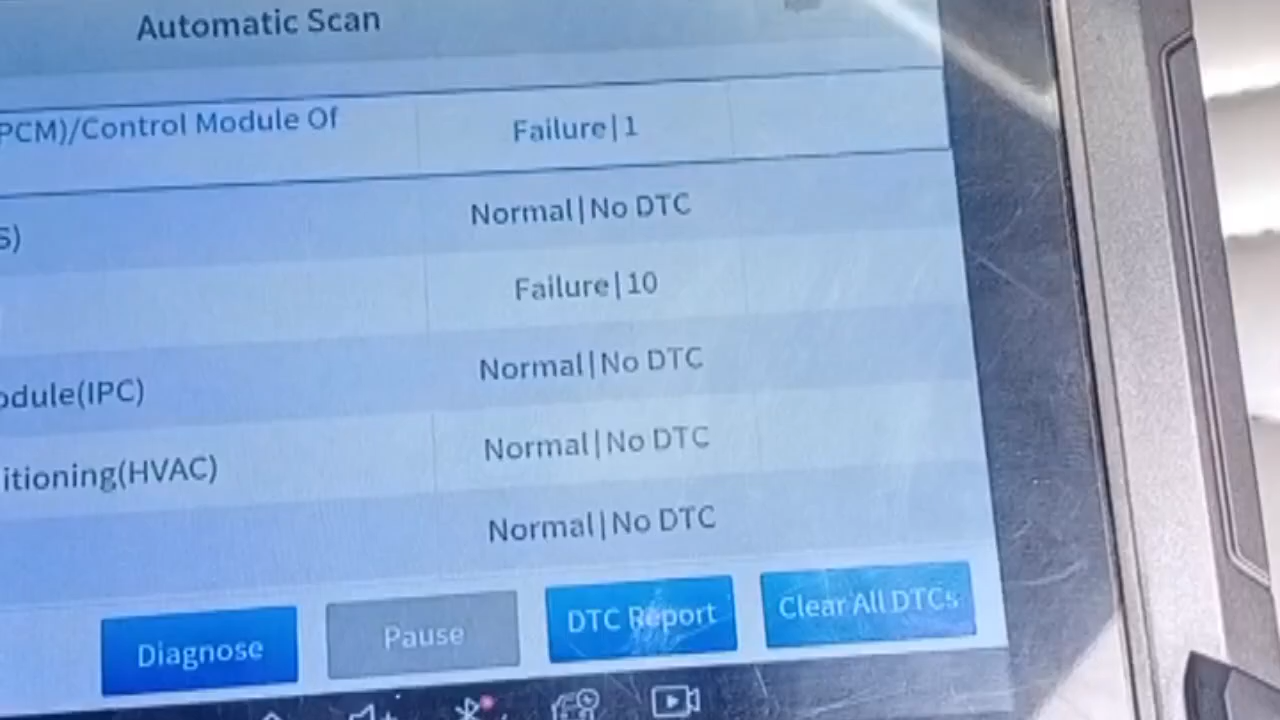 Automatic Scan
PCM)/Control Module Of
Failure|1
S)
Normal|No DTC
Failure|10
odule(IPC)
Normal|No DTC
itioning(HVAC)
Normal|No DTC
Normal|No DTC
Diagnose
Pause
DTC Report
Clear All DTCs